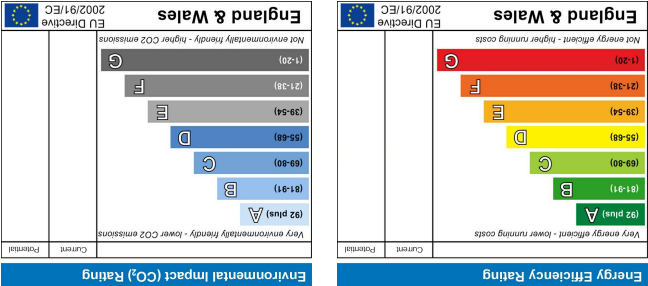 Energy Efficiency Rating
Current Potential
Very energy efficient - lower running costs
(92 plus) A
(81-91) B
(69-80) C
(55-68) D
(39-54) E
(21-38) F
(1-20) G
Not energy efficient - higher running costs
England & Wales
EU Directive
2002/91/EC
Environmental Impact (CO₂) Rating
Current Potential
Very environmentally friendly - lower CO2 emissions
(92 plus) A
(81-91) B
(69-80) C
(55-68) D
(39-54) E
(21-38) F
(1-20) G
Not environmentally friendly - higher CO2 emissions
England & Wales
EU Directive
2002/91/EC